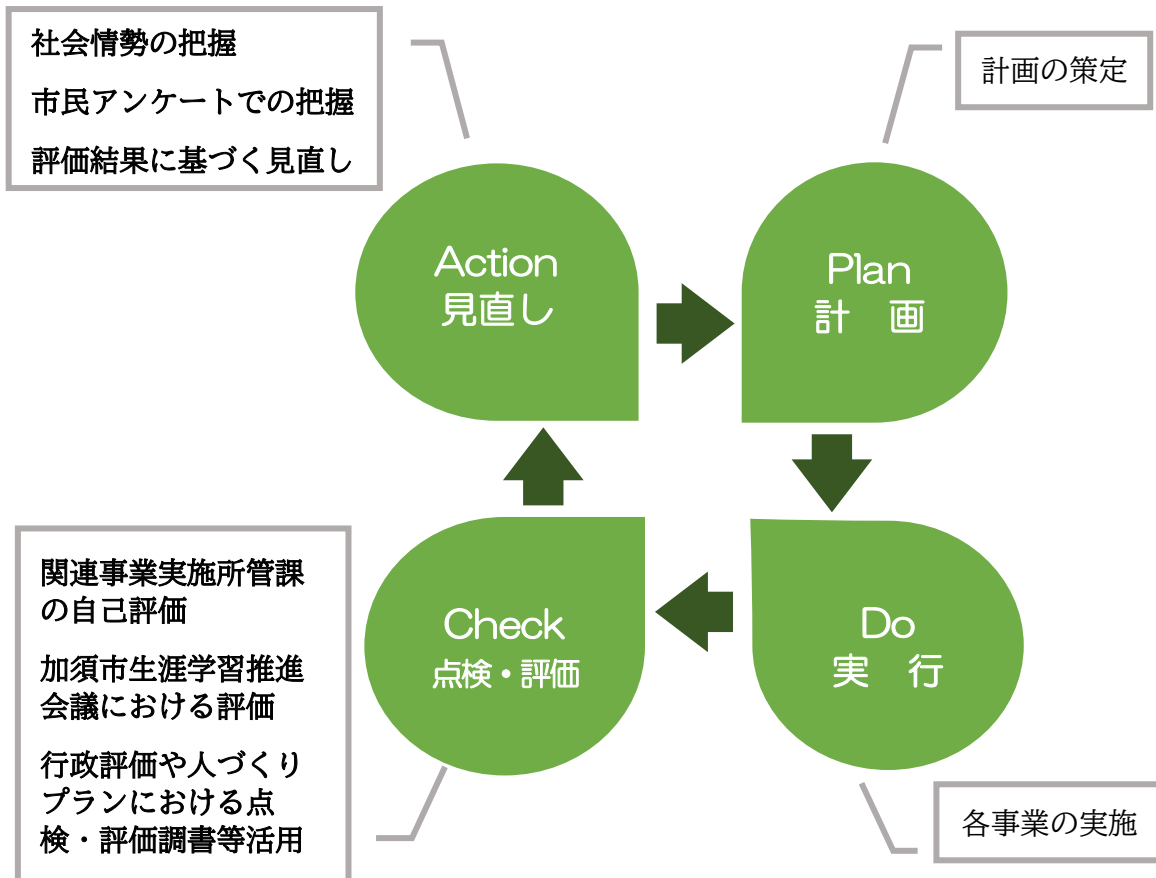 社会情勢の把握
市民アンケートでの把握
評価結果に基づく見直し
計画の策定
Action
見直し
Plan
計　画
Check
点検・評価
Do
実　行
関連事業実施所管課
の自己評価
加須市生涯学習推進
会議における評価
行政評価や人づくり
プランにおける点
検・評価調書等活用
各事業の実施